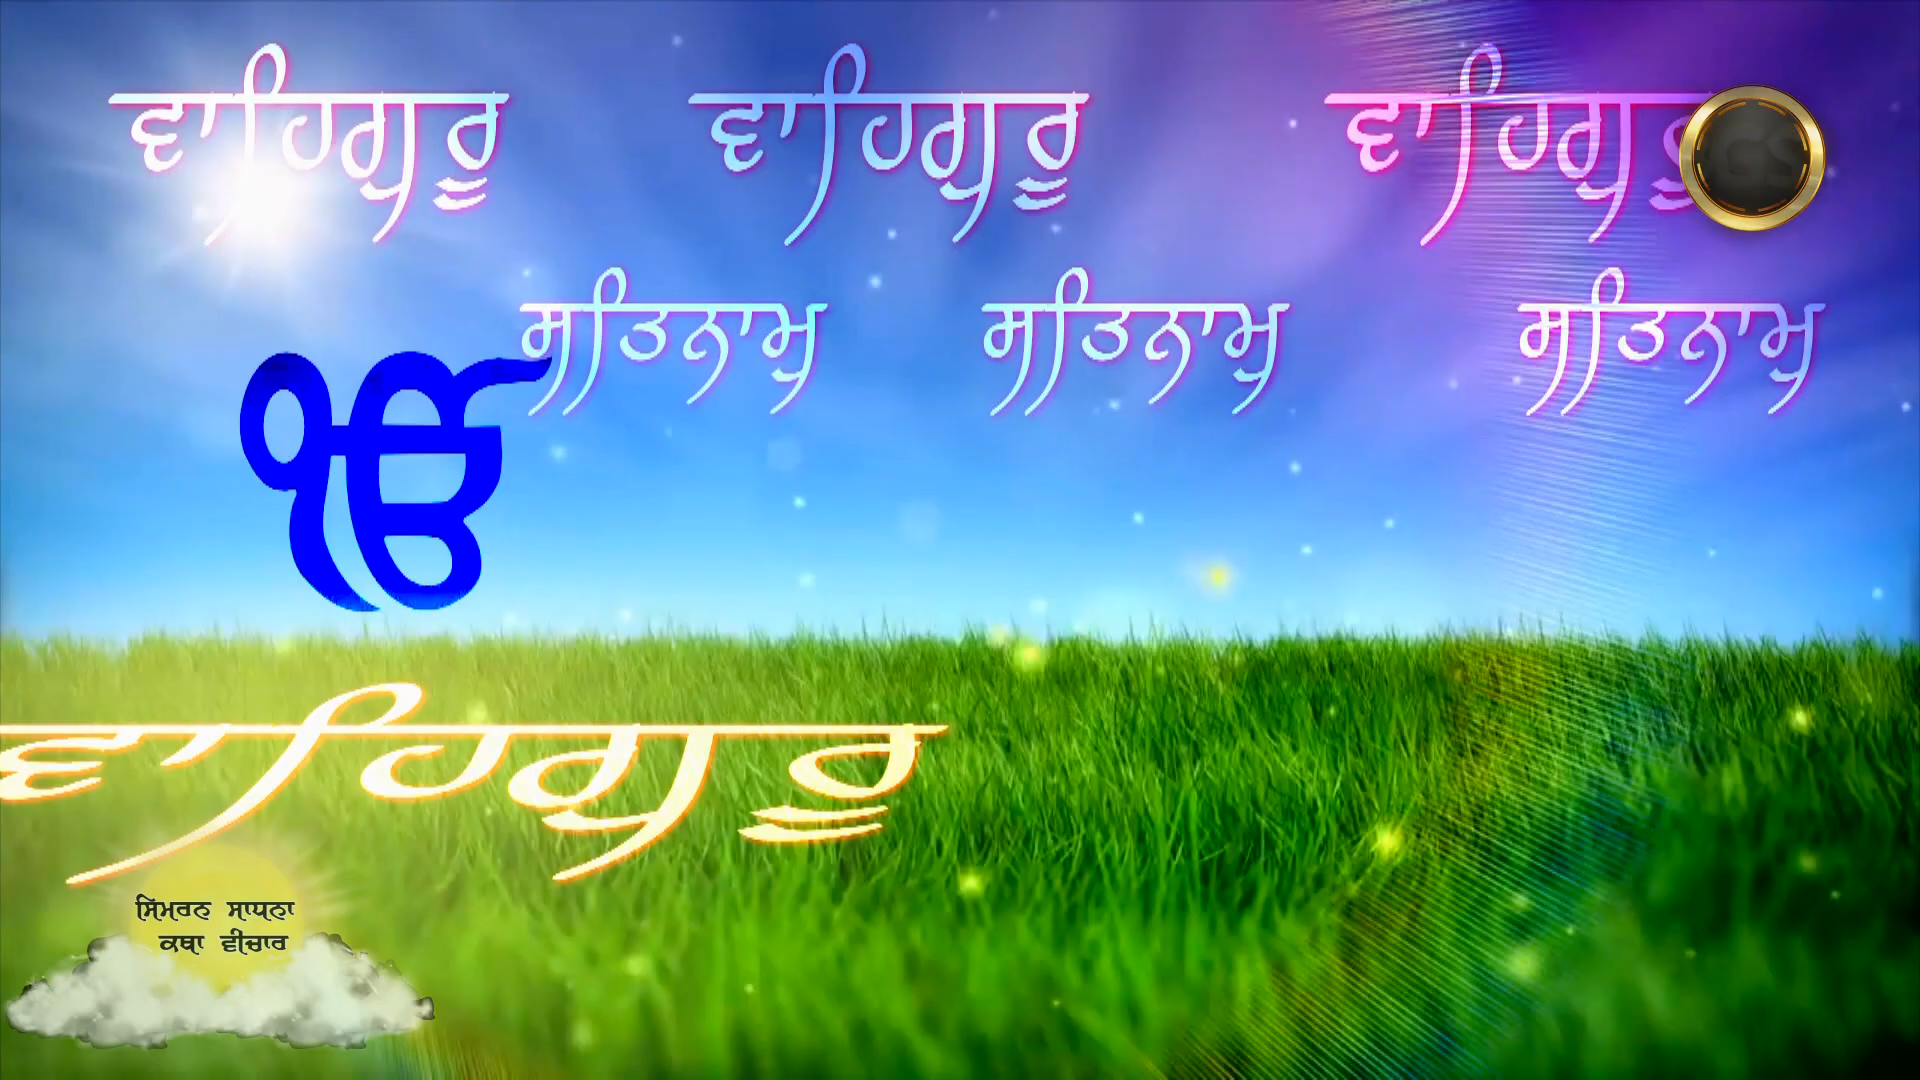 ਵਾਹਿਗੁਰੂ ਵਾਹਿਗੁਰੂ ਵਾਹਿਗੁਰੂ
ਸਤਿਨਾਮੁ ਸਤਿਨਾਮੁ ਸਤਿਨਾਮੁ
ੴ
ਵਾਹਿਗੁਰੂ
ਸਿਮਰਨ ਸਾਧਨਾ
ਕਥਾ ਵੀਚਾਰ